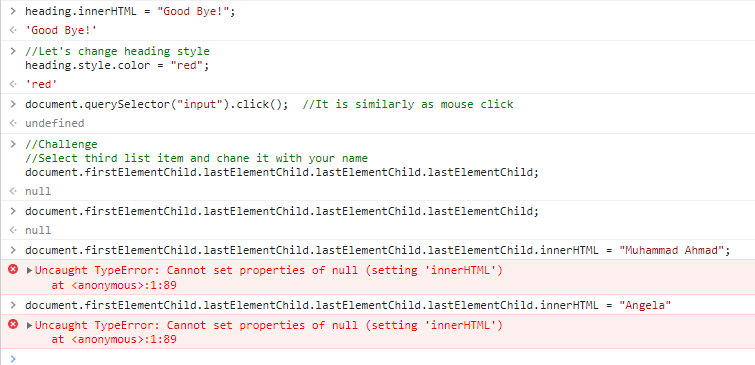 heading.innerHTML = "Good Bye!";
'Good Bye!'
//Let's change heading style
heading.style.color = "red";
'red'
document.querySelector("input").click();  //It is similarly as mouse click
undefined
//Challenge
//Select third list item and chane it with your name
document.firstElementChild.lastElementChild.lastElementChild.lastElementChild;
null
document.firstElementChild.lastElementChild.lastElementChild.lastElementChild;
null
document.firstElementChild.lastElementChild.lastElementChild.lastElementChild.innerHTML = "Muhammad Ahmad";
Uncaught TypeError: Cannot set properties of null (setting 'innerHTML')
at <anonymous>:1:89
document.firstElementChild.lastElementChild.lastElementChild.lastElementChild.innerHTML = "Angela"
Uncaught TypeError: Cannot set properties of null (setting 'innerHTML')
at <anonymous>:1:89